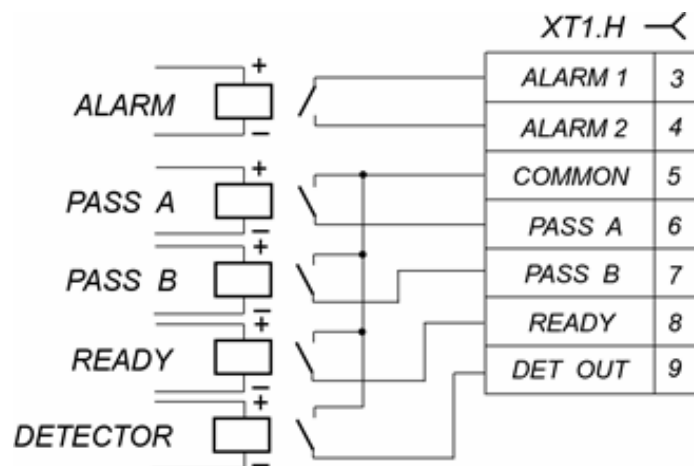 XT1.H
+
ALARM
−
ALARM 1 3
ALARM 2 4
+
PASS A
−
COMMON 5
PASS A 6
+
PASS B
−
PASS B 7
+
READY
−
READY 8
+
DETECTOR
−
DET OUT 9